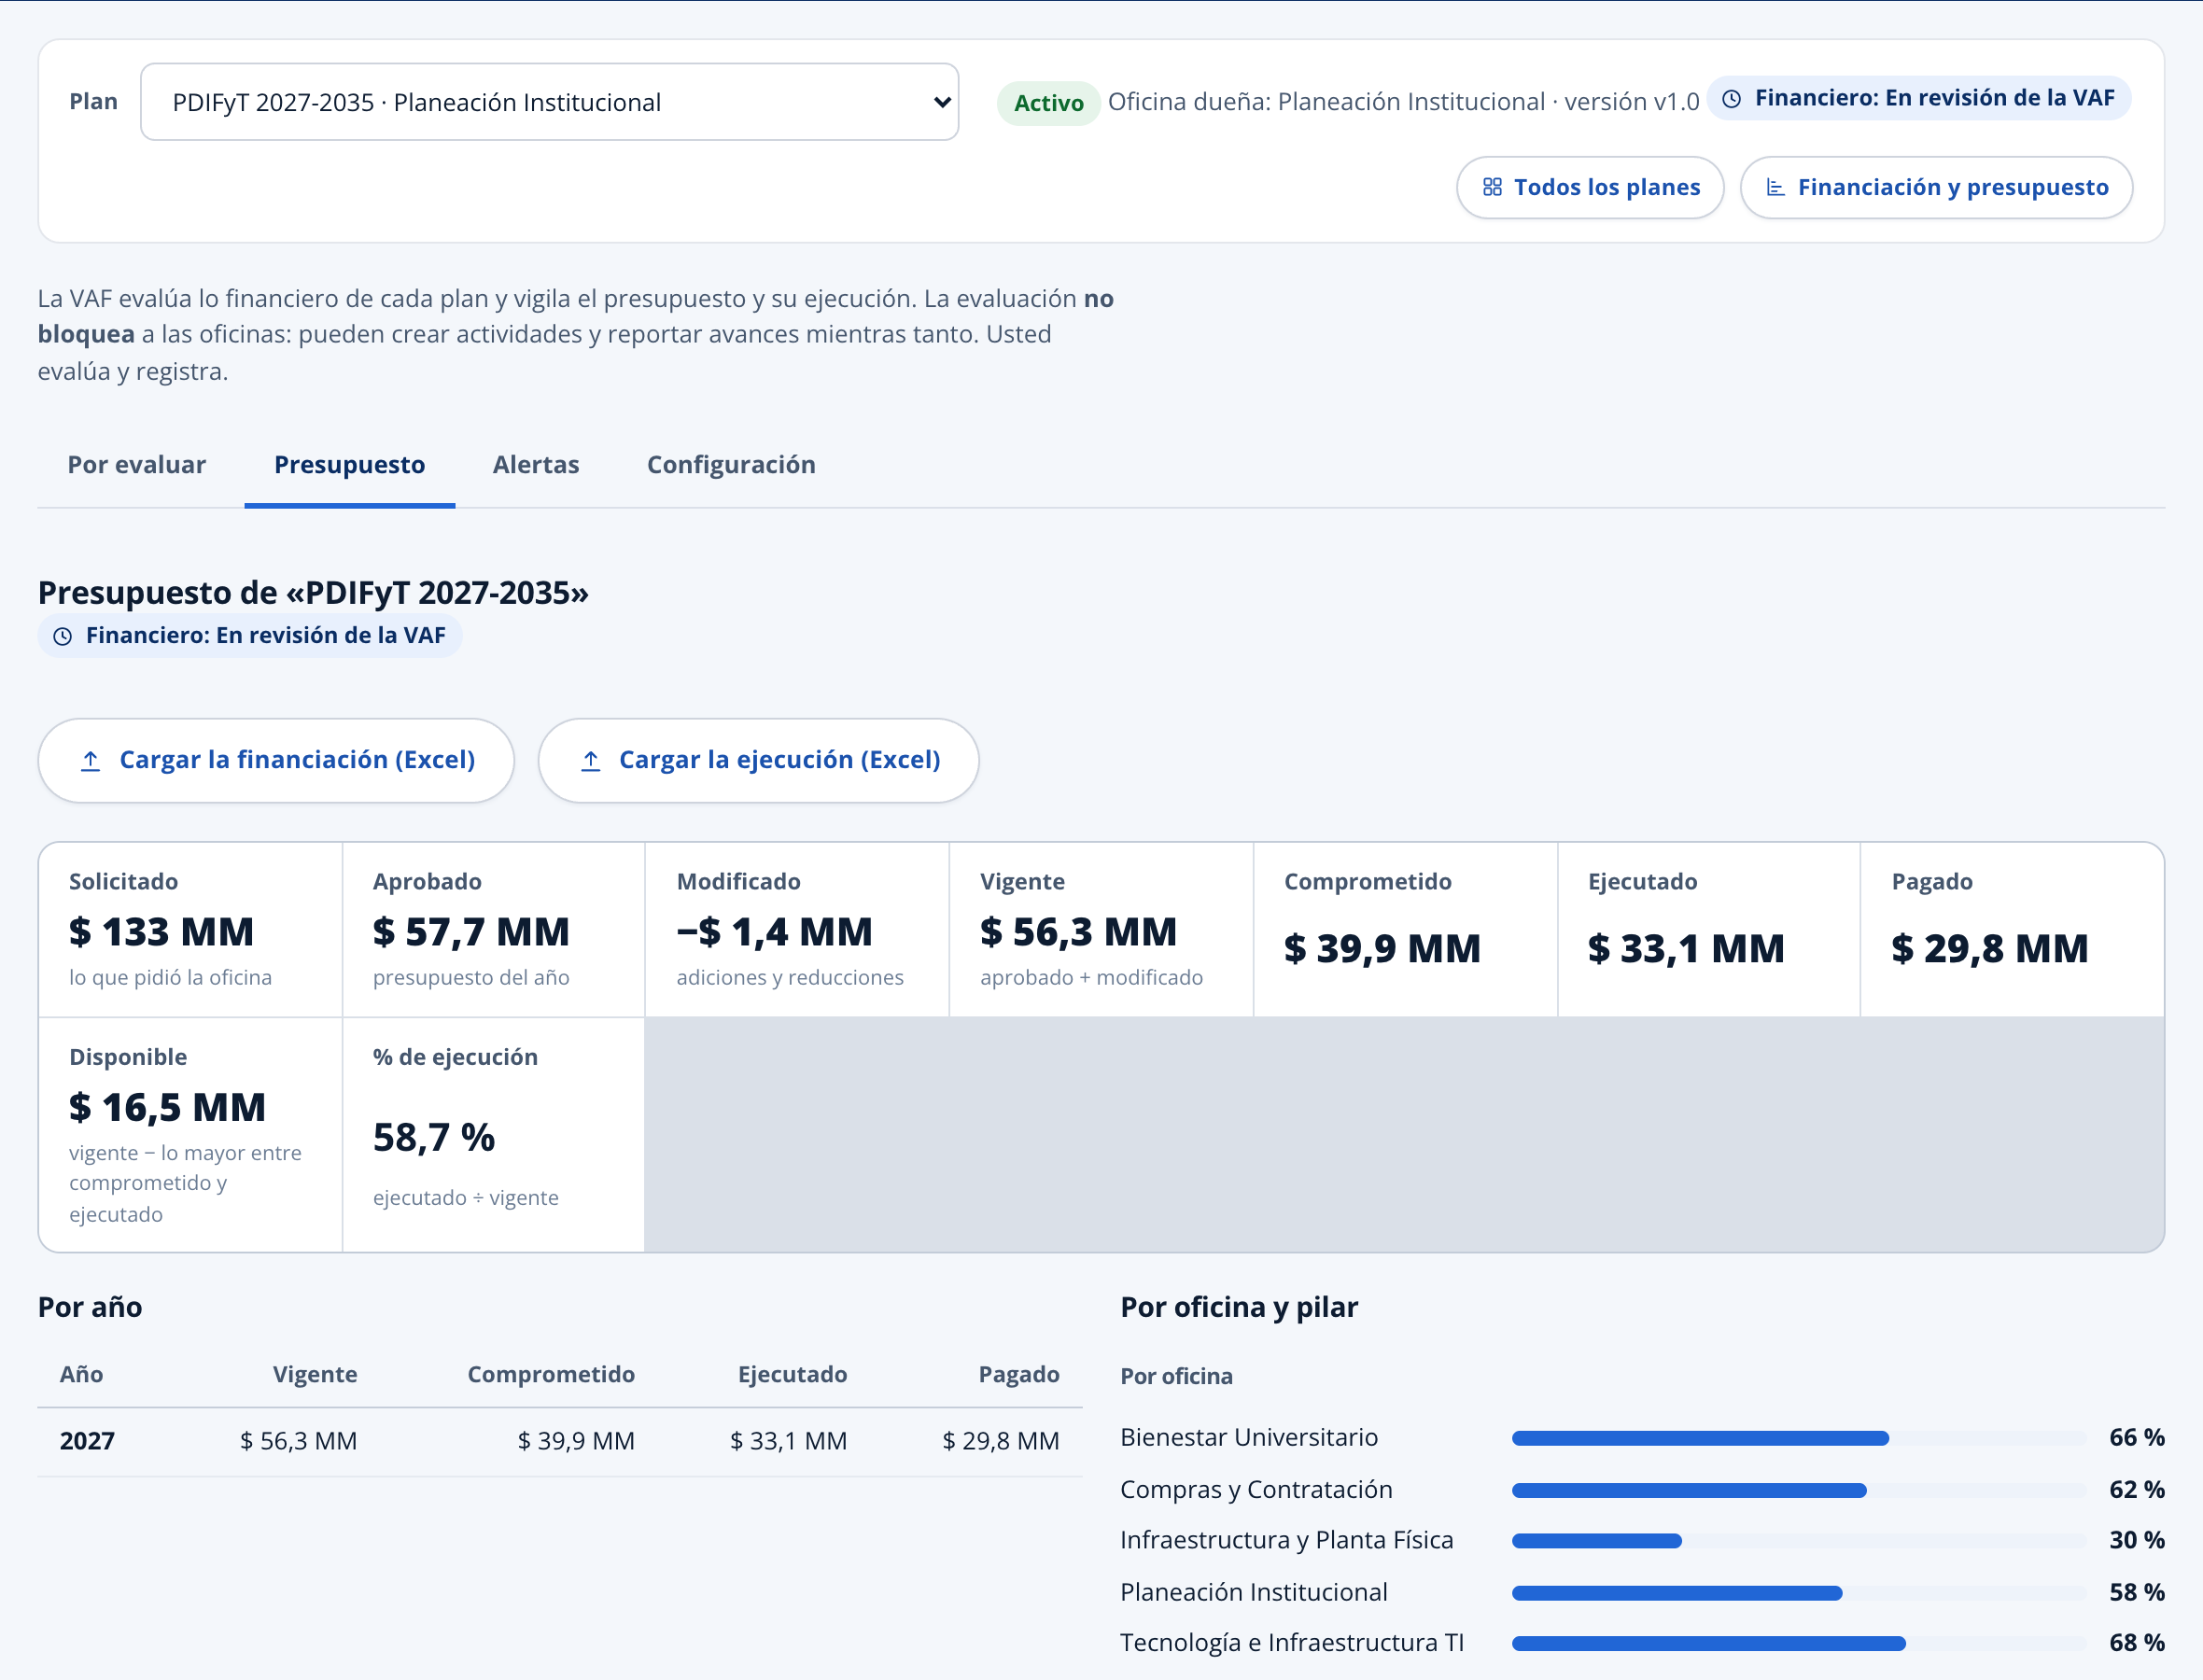 Plan
PDIFyT 2027-2035 · Planeación Institucional
Activo Oficina dueña: Planeación Institucional · versión v1.0 Financiero: En revisión de la VAF
Todos los planes
Financiación y presupuesto
La VAF evalúa lo financiero de cada plan y vigila el presupuesto y su ejecución. La evaluación no
bloquea a las oficinas: pueden crear actividades y reportar avances mientras tanto. Usted
evalúa y registra.
Por evaluar
Presupuesto
Alertas
Configuración
Presupuesto de «PDIFyT 2027-2035»
Financiero: En revisión de la VAF
Cargar la financiación (Excel)
Cargar la ejecución (Excel)
Solicitado
$ 133 MM
lo que pidió la oficina
Aprobado
$ 57,7 MM
presupuesto del año
Modificado
−$ 1,4 MM
adiciones y reducciones
Vigente
$ 56,3 MM
aprobado + modificado
Comprometido
$ 39,9 MM
Ejecutado
$ 33,1 MM
Pagado
$ 29,8 MM
Disponible
$ 16,5 MM
vigente − lo mayor entre
comprometido y
ejecutado
% de ejecución
58,7 %
ejecutado ÷ vigente
Por año
Año Vigente Comprometido Ejecutado Pagado
2027 $ 56,3 MM $ 39,9 MM $ 33,1 MM $ 29,8 MM
Por oficina y pilar
Por oficina
Bienestar Universitario 66 %
Compras y Contratación 62 %
Infraestructura y Planta Física 30 %
Planeación Institucional 58 %
Tecnología e Infraestructura TI 68 %